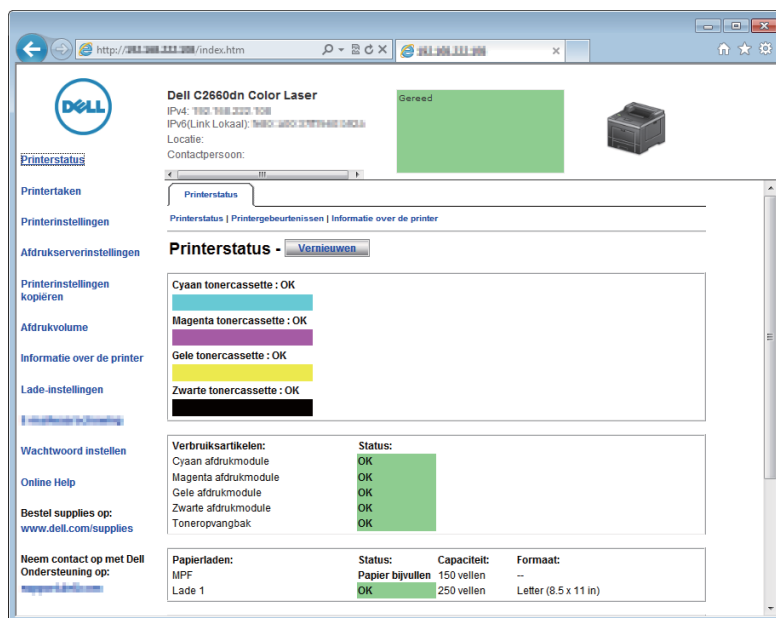 http:// /index.htm
DELL
Dell C2660dn Color Laser
IPv4:
IPv6(Link Lokaal):
Locatie:
Contactpersoon:
Gereed
Printerstatus
Printertaken
Printerinstellingen
Afdrukserverinstellingen
Printerinstellingen
kopiëren
Afdrukvolume
Informatie over de printer
Lade-instellingen
Wachtwoord instellen
Online Help
Bestel supplies op:
www.dell.com/supplies
Neem contact op met Dell
Ondersteuning op:
Printerstatus
Printerstatus | Printergebeurtenissen | Informatie over de printer
Printerstatus - Vernieuwen
Cyaan tonercassette : OK
Magenta tonercassette : OK
Gele tonercassette : OK
Zwarte tonercassette : OK
Verbruiksartikelen: Status:
Cyaan afdrukmodule OK
Magenta afdrukmodule OK
Gele afdrukmodule OK
Zwarte afdrukmodule OK
Toneropvangbak OK
Papierladen: Status: Capaciteit: Formaat:
MPF Papier bijvullen 150 vellen --
Lade 1 OK 250 vellen Letter (8.5 x 11 in)